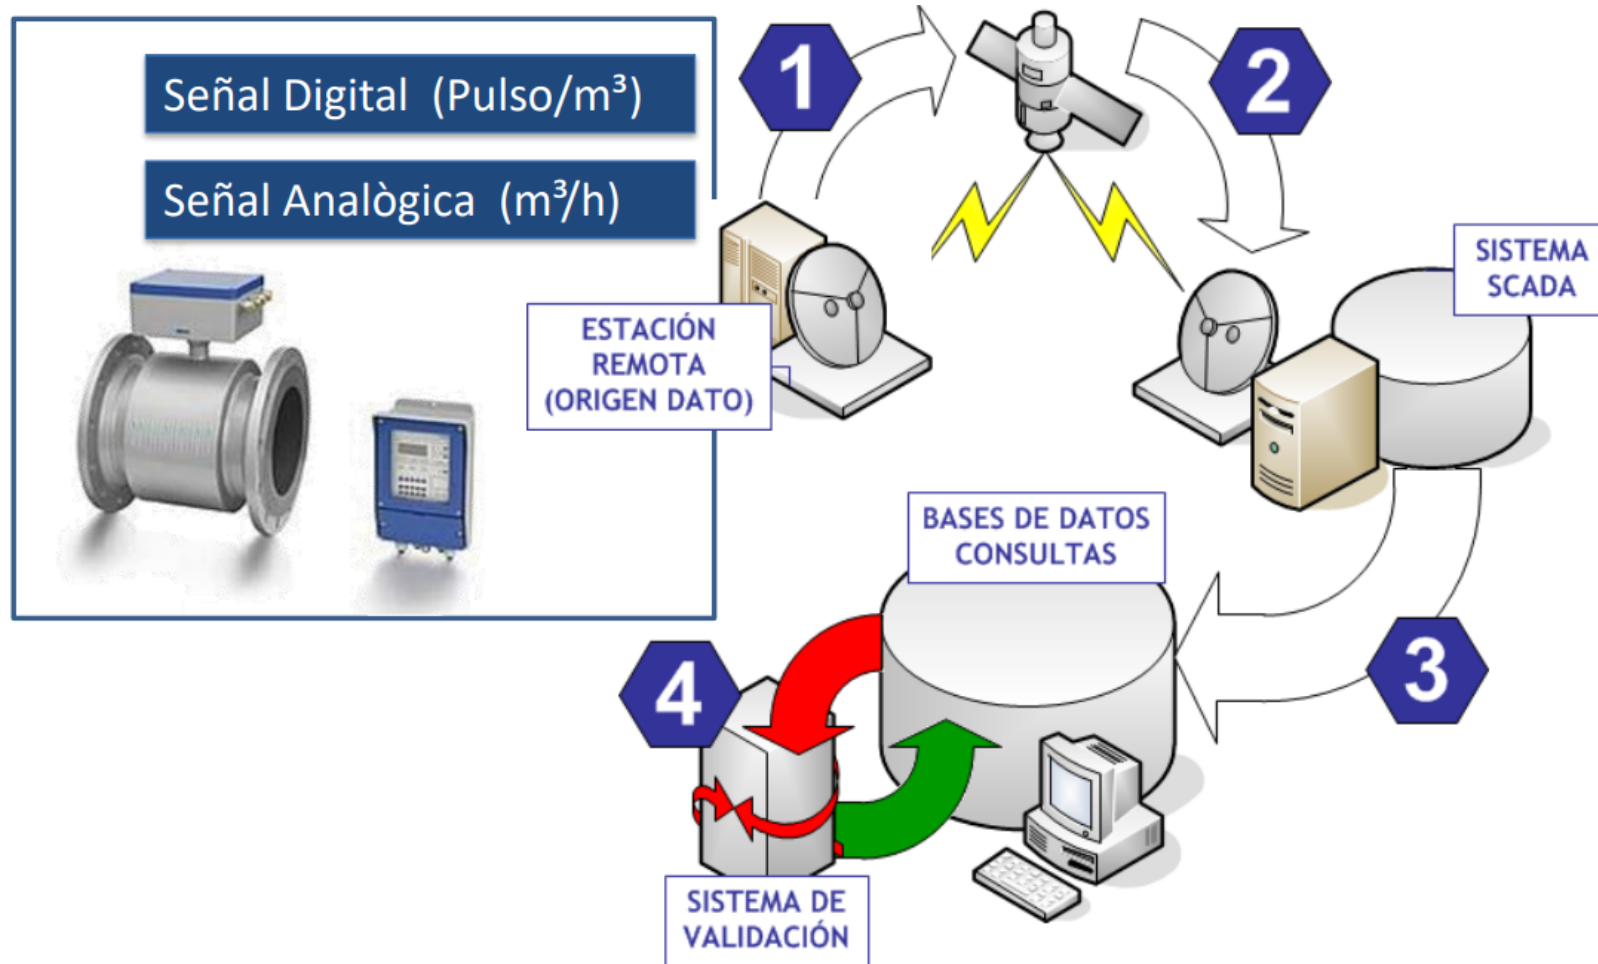 Señal Digital (Pulso/m³)
Señal Analògica (m³/h)
1
2
ESTACIÓN
REMOTA
(ORIGEN DATO)
SISTEMA
SCADA
BASES DE DATOS
CONSULTAS
3
4
SISTEMA DE
VALIDACIÓN